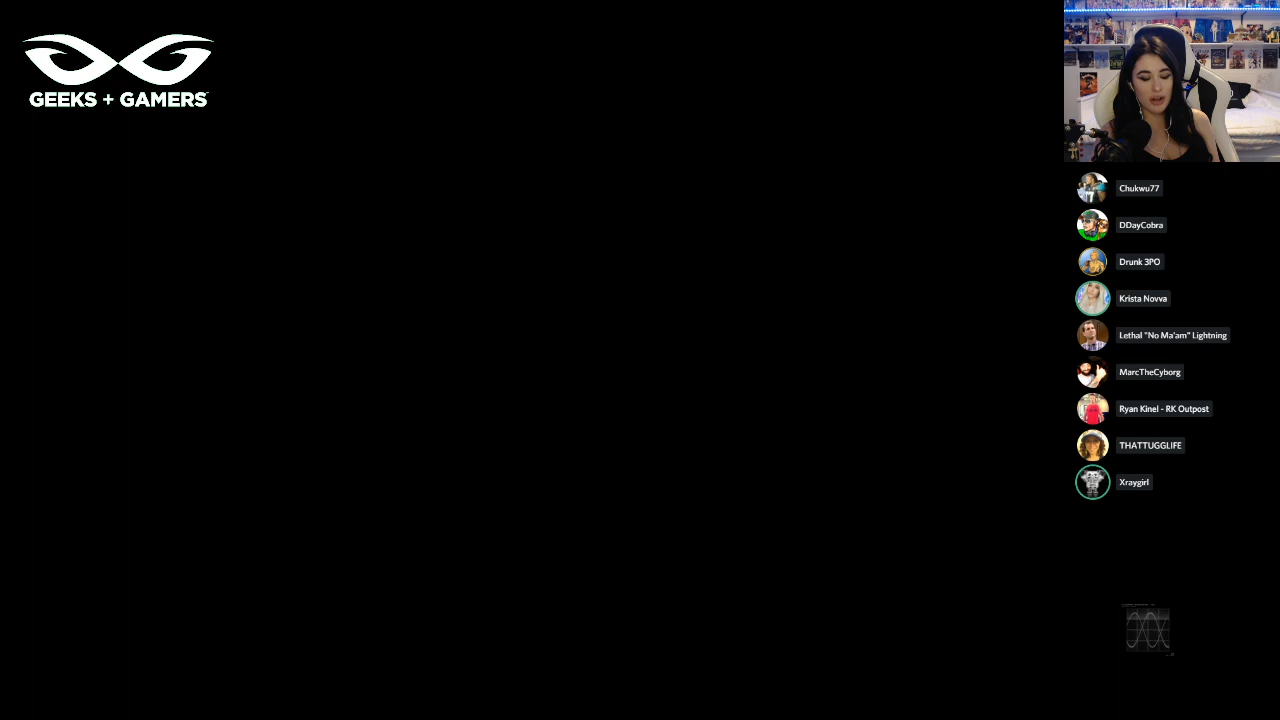 GEEKS + GAMERS
Chukwu77
DDayCobra
Drunk 3PO
Krista Novva
Lethal "No Ma'am" Lightning
MarcTheCyborg
Ryan Kinel - RK Outpost
THATTUGGLIFE
Xraygirl